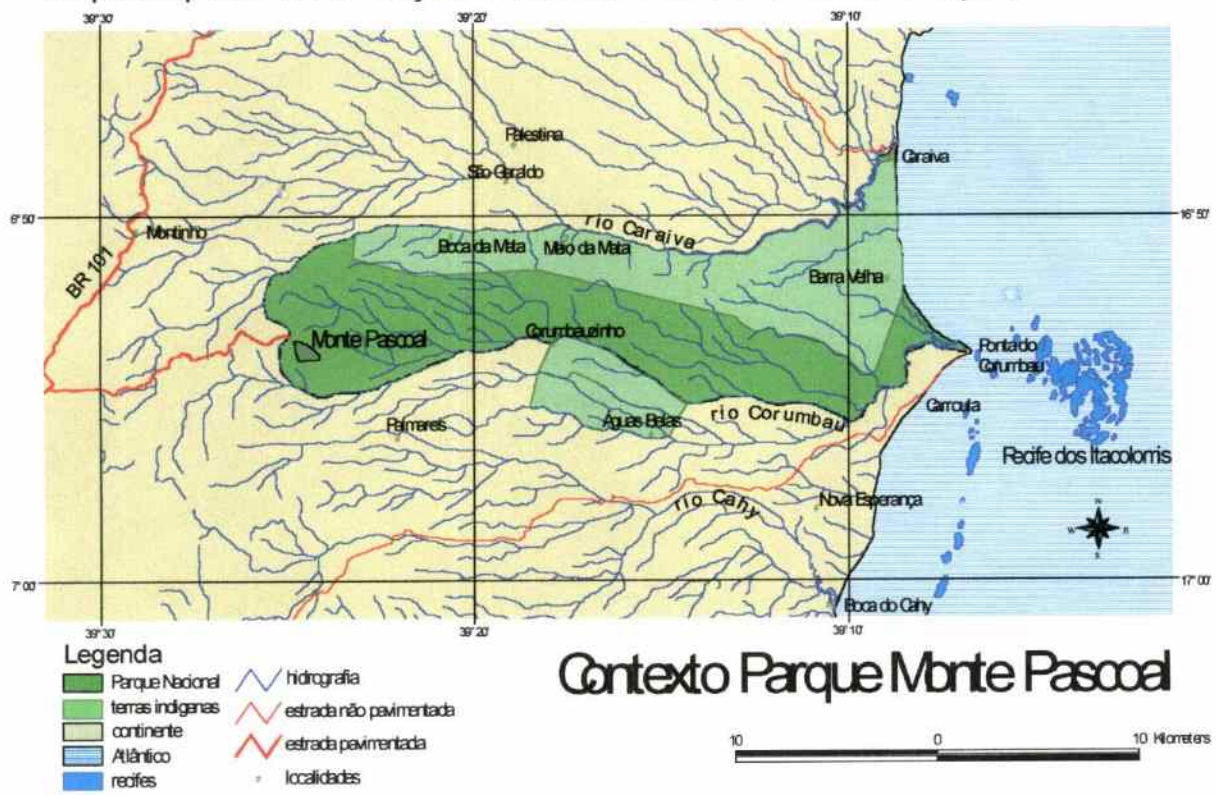 39°30' 39°20' 39°10'
Palestina
Caraiva
São Geraldo
6°50' 16°50'
Montinho
rio Caraiva
Boca da Mata Meio da Mata
BR 101
Barra Velha
Corumbauzinho
Monte Pascoal
Ponta do
Corumbau
Carroula
rio Corumbau
Águas Belas
Palmares
Recife dos Itacolomis
rio Cahy
Nova Esperança
N
W E
S
7°00' 17°00'
Boca do Cahy
39°30' 39°20' 39°10'
Legenda
Parque Nacional
terras indigenas
continente
Atlântico
recifes
hidrografia
estrada não pavimentada
estrada pavimentada
localidades
Contexto Parque Monte Pascoal
10 0 10 Kilometers